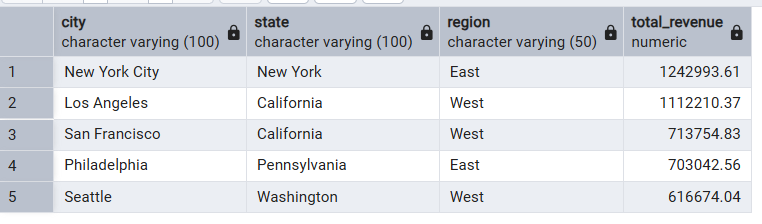 city state region total_revenue
character varying (100) character varying (100) character varying (50) numeric
1 New York City New York East 1242993.61
2 Los Angeles California West 1112210.37
3 San Francisco California West 713754.83
4 Philadelphia Pennsylvania East 703042.56
5 Seattle Washington West 616674.04